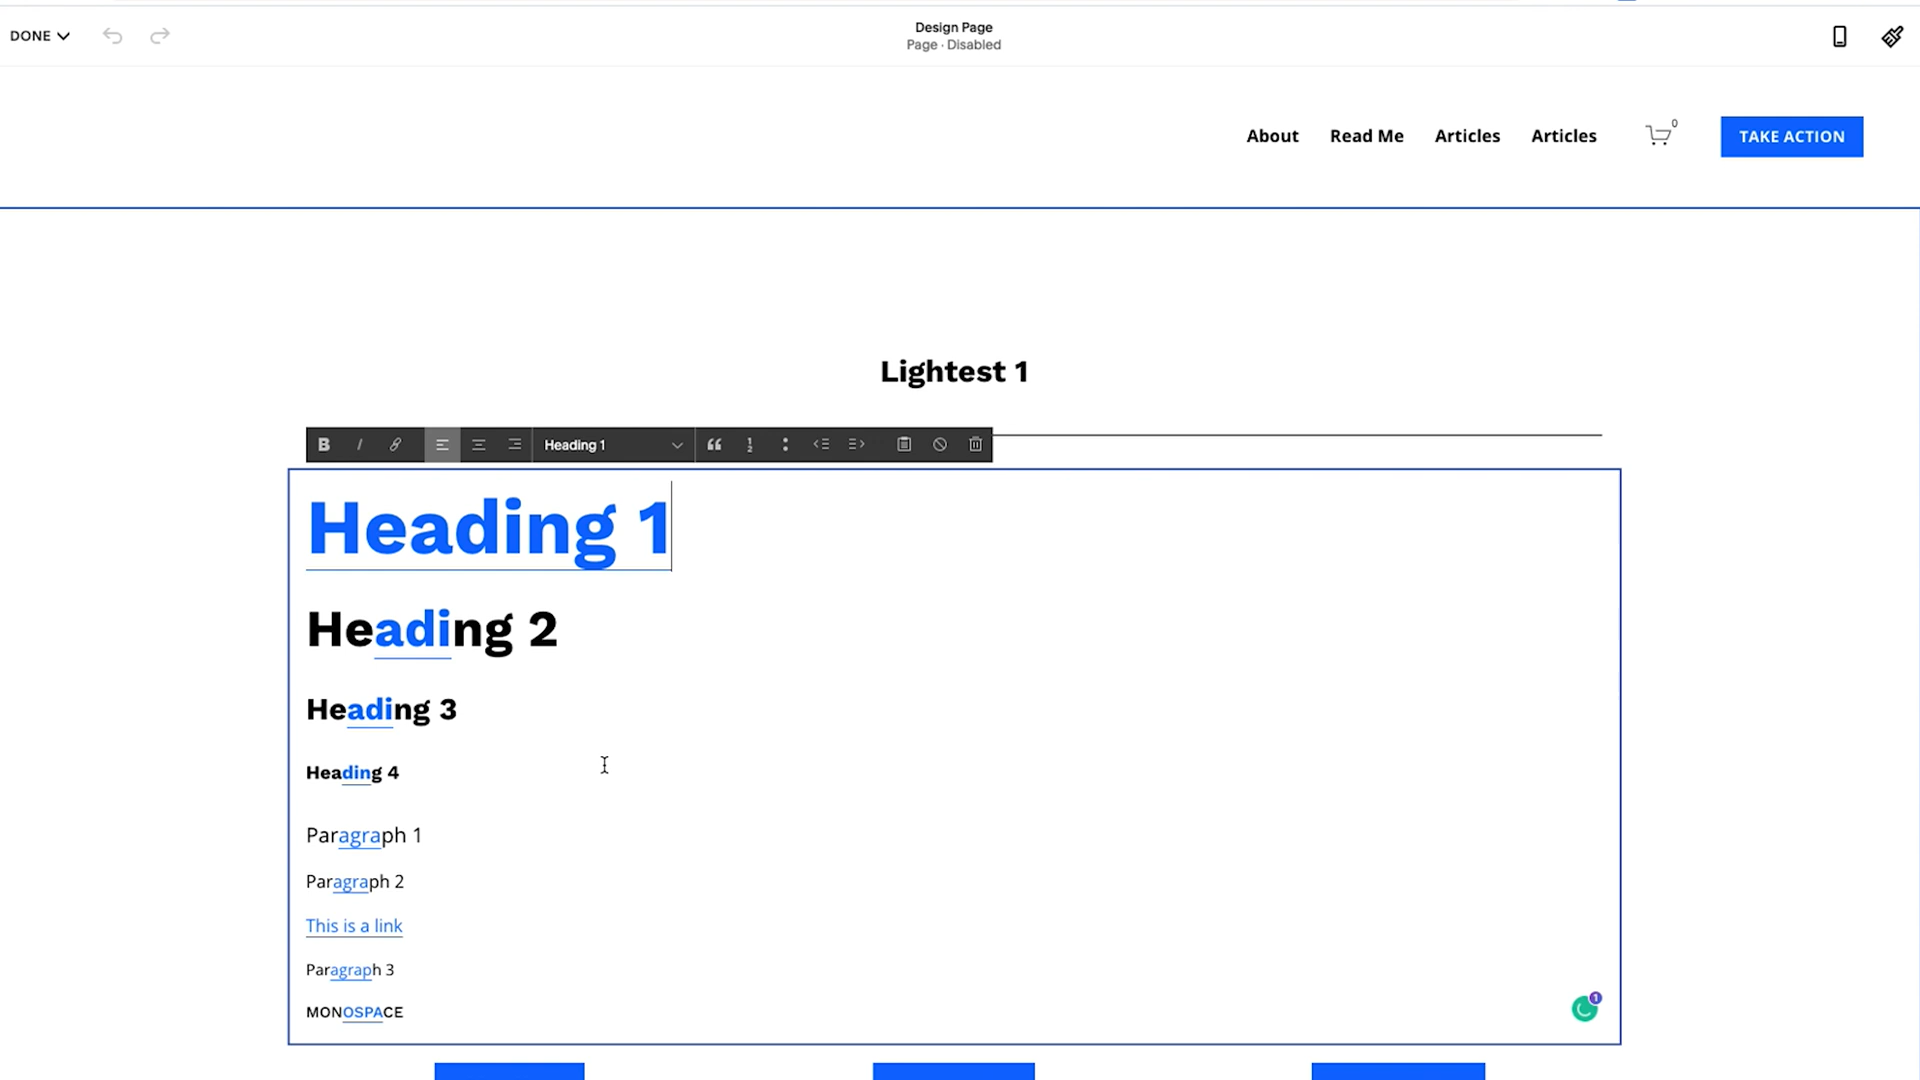 DONE
Design Page
Page · Disabled
About Read Me Articles Articles 0 TAKE ACTION
Lightest 1
B I Heading 1
Heading 1
Heading 2
Heading 3
Heading 4
Paragraph 1
Paragraph 2
This is a link
Paragraph 3
MONOSPACE
1